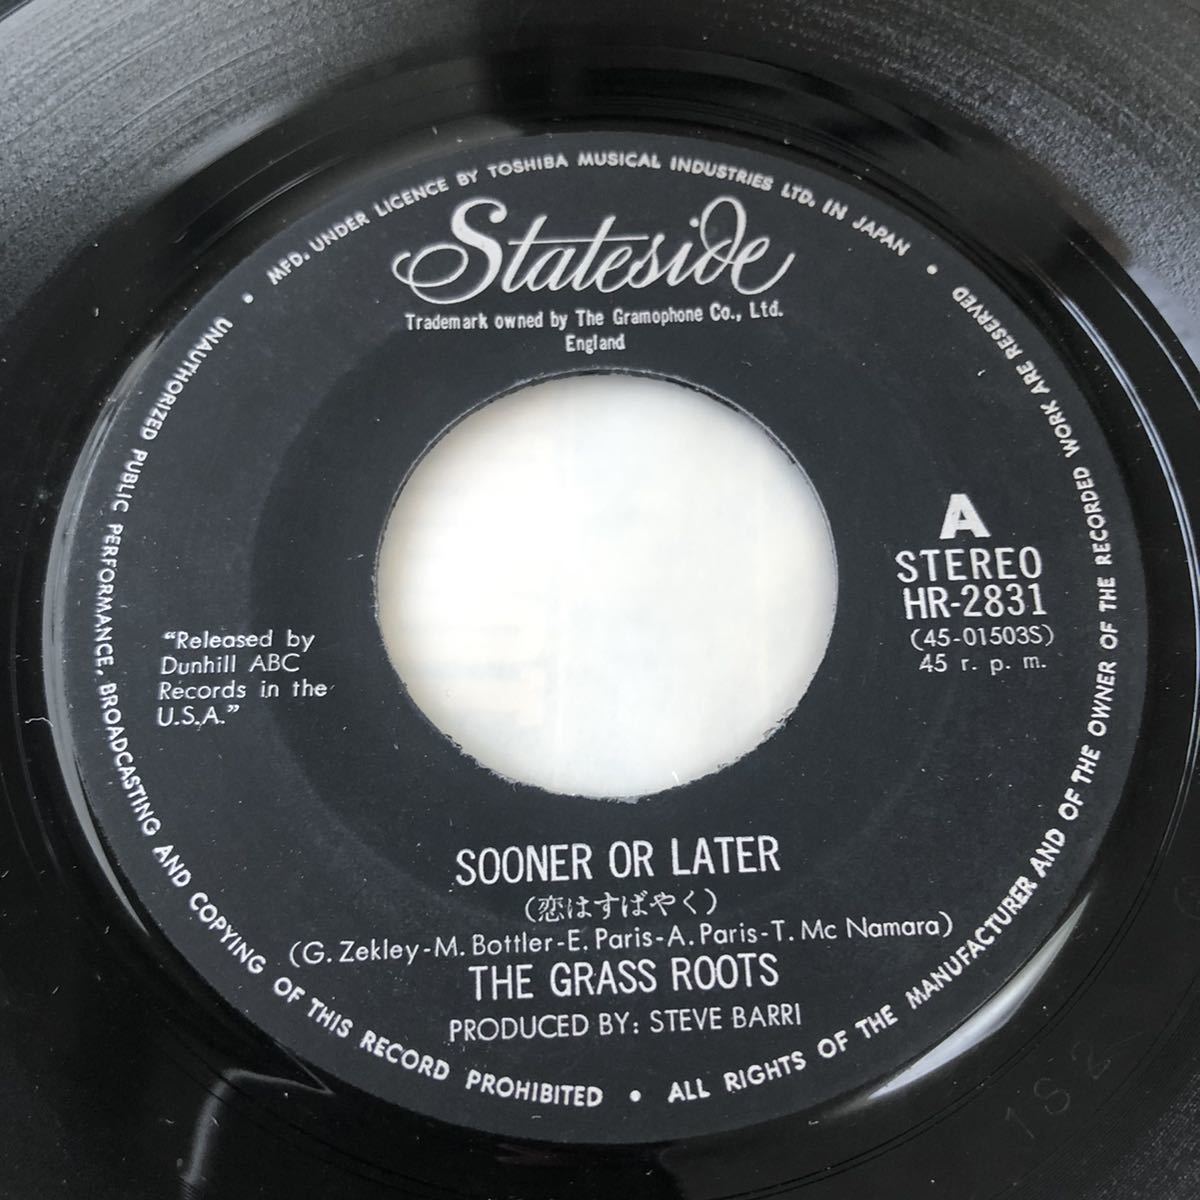 MFD. UNDER LICENCE BY TOSHIBA MUSICAL INDUSTRIES LTD. IN JAPAN •
Stateside
Trademark owned by The Gramophone Co., Ltd.
England
A
STEREO
HR-2831
(45-01503S)
45 r. p. m.
"Released by
Dunhill ABC
Records in the
U.S.A."
SOONER OR LATER
(恋はすばやく)
(G. Zekley-M. Bottler-E. Paris-A. Paris-T. Mc Namara)
THE GRASS ROOTS
PRODUCED BY: STEVE BARRI
UNAUTHORIZED PUBLIC PERFORMANCE, BROADCASTING AND COPYING OF THIS RECORD PROHIBITED •
ALL RIGHTS OF THE MANUFACTURER AND OF THE OWNER OF THE RECORDED WORK ARE RESERVED •